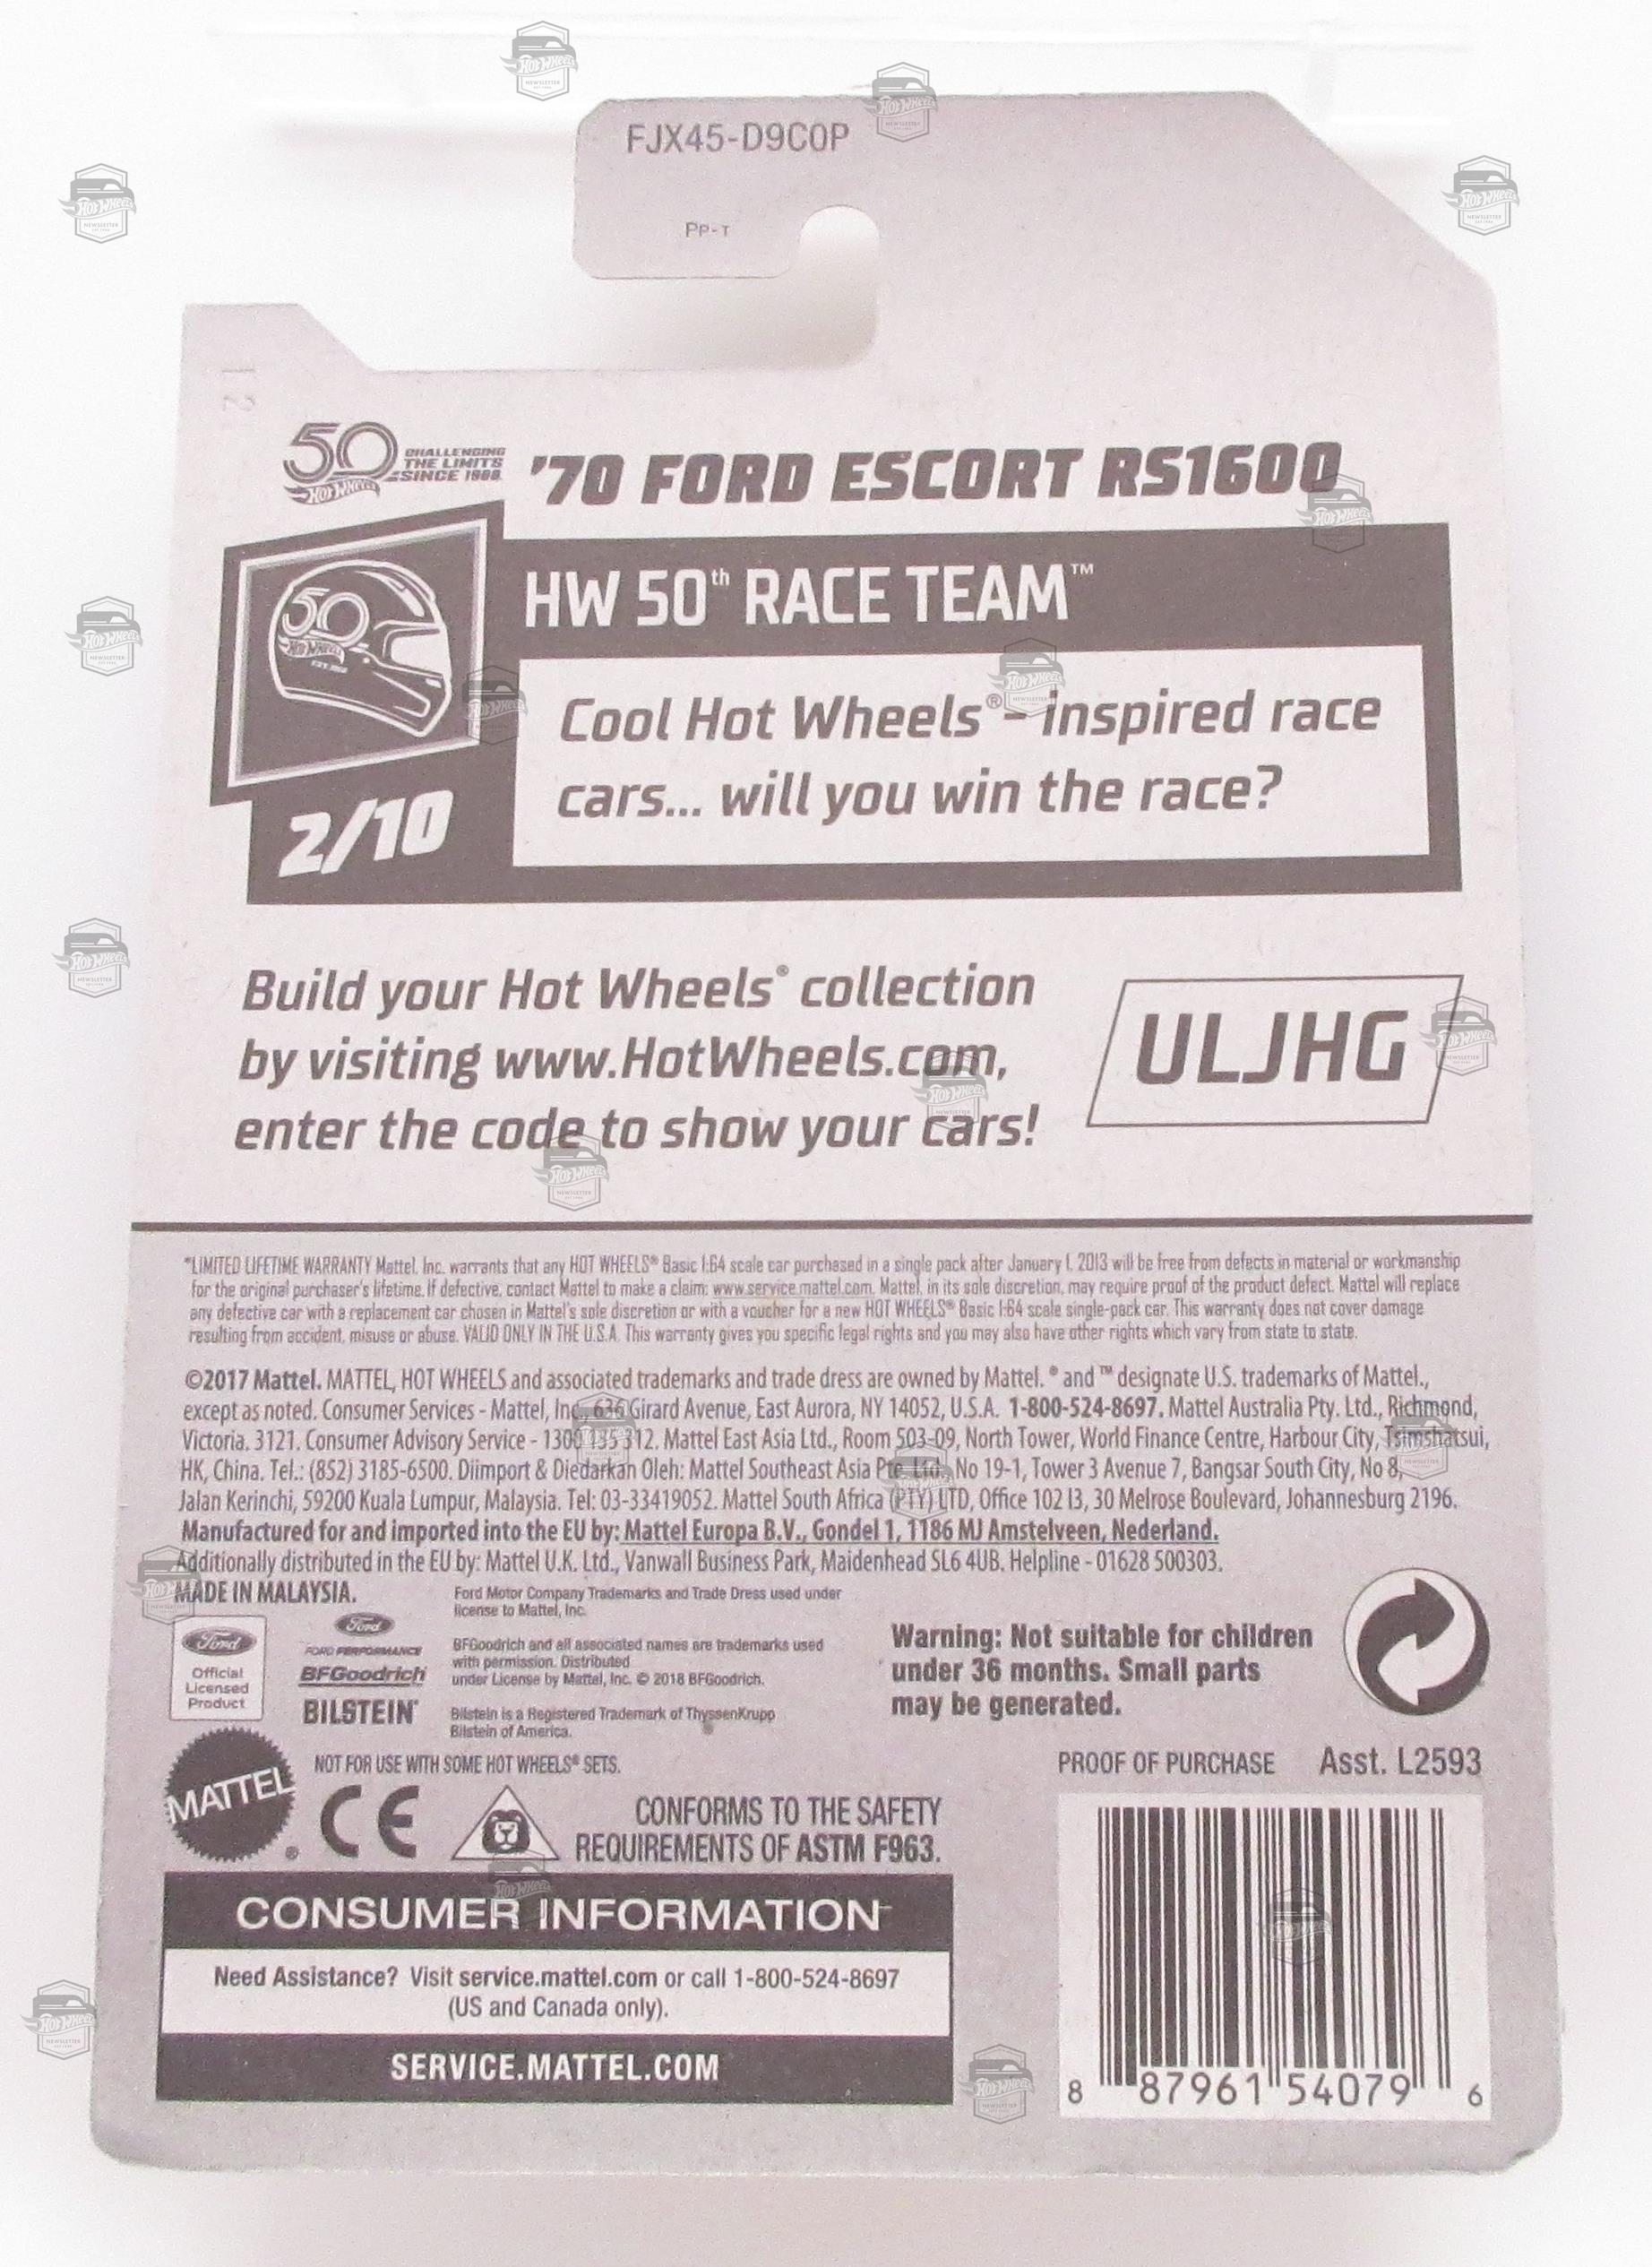 FJX45-D9C0P
PP-T
12
50 CHALLENGING
THE LIMITS
SINCE 1968
HOT WHEELS
'70 FORD ESCORT RS1600
HW 50th RACE TEAM™
50
HOT WHEELS
EST. 1968
2/10
Cool Hot Wheels®- inspired race
cars... will you win the race?
Build your Hot Wheels® collection
by visiting www.HotWheels.com,
enter the code to show your cars!
ULJHG
*LIMITED LIFETIME WARRANTY Mattel, Inc. warrants that any HOT WHEELS® Basic 1:64 scale car purchased in a single pack after January 1, 2013 will be free from defects in material or workmanship
for the original purchaser's lifetime. If defective, contact Mattel to make a claim: www.service.mattel.com. Mattel, in its sole discretion, may require proof of the product defect. Mattel will replace
any defective car with a replacement car chosen in Mattel's sole discretion or with a voucher for a new HOT WHEELS® Basic 1:64 scale single-pack car. This warranty does not cover damage
resulting from accident, misuse or abuse. VALID ONLY IN THE U.S.A. This warranty gives you specific legal rights and you may also have other rights which vary from state to state.
©2017 Mattel. MATTEL, HOT WHEELS and associated trademarks and trade dress are owned by Mattel. ® and ™ designate U.S. trademarks of Mattel.,
except as noted. Consumer Services - Mattel, Inc., 636 Girard Avenue, East Aurora, NY 14052, U.S.A. 1-800-524-8697. Mattel Australia Pty. Ltd., Richmond,
Victoria. 3121. Consumer Advisory Service - 1300 135 312. Mattel East Asia Ltd., Room 503-09, North Tower, World Finance Centre, Harbour City, Tsimshatsui,
HK, China. Tel.: (852) 3185-6500. Diimport & Diedarkan Oleh: Mattel Southeast Asia Pte. Ltd., No 19-1, Tower 3 Avenue 7, Bangsar South City, No 8,
Jalan Kerinchi, 59200 Kuala Lumpur, Malaysia. Tel: 03-33419052. Mattel South Africa (PTY) LTD, Office 102 I3, 30 Melrose Boulevard, Johannesburg 2196.
Manufactured for and imported into the EU by: Mattel Europa B.V., Gondel 1, 1186 MJ Amstelveen, Nederland.
Additionally distributed in the EU by: Mattel U.K. Ltd., Vanwall Business Park, Maidenhead SL6 4UB. Helpline - 01628 500303.
MADE IN MALAYSIA.
Ford
Official
Licensed
Product
Ford
FORD PERFORMANCE
BFGoodrich
BILSTEIN®
Ford Motor Company Trademarks and Trade Dress used under
license to Mattel, Inc.
BFGoodrich and all associated names are trademarks used
with permission. Distributed
under License by Mattel, Inc. © 2018 BFGoodrich.
Bilstein is a Registered Trademark of ThyssenKrupp
Bilstein of America.
Warning: Not suitable for children
under 36 months. Small parts
may be generated.
MATTEL®
NOT FOR USE WITH SOME HOT WHEELS® SETS.
CE
CONFORMS TO THE SAFETY
REQUIREMENTS OF ASTM F963.
PROOF OF PURCHASE Asst. L2593
CONSUMER INFORMATION
Need Assistance? Visit service.mattel.com or call 1-800-524-8697
(US and Canada only).
SERVICE.MATTEL.COM
8 87961 54079 6